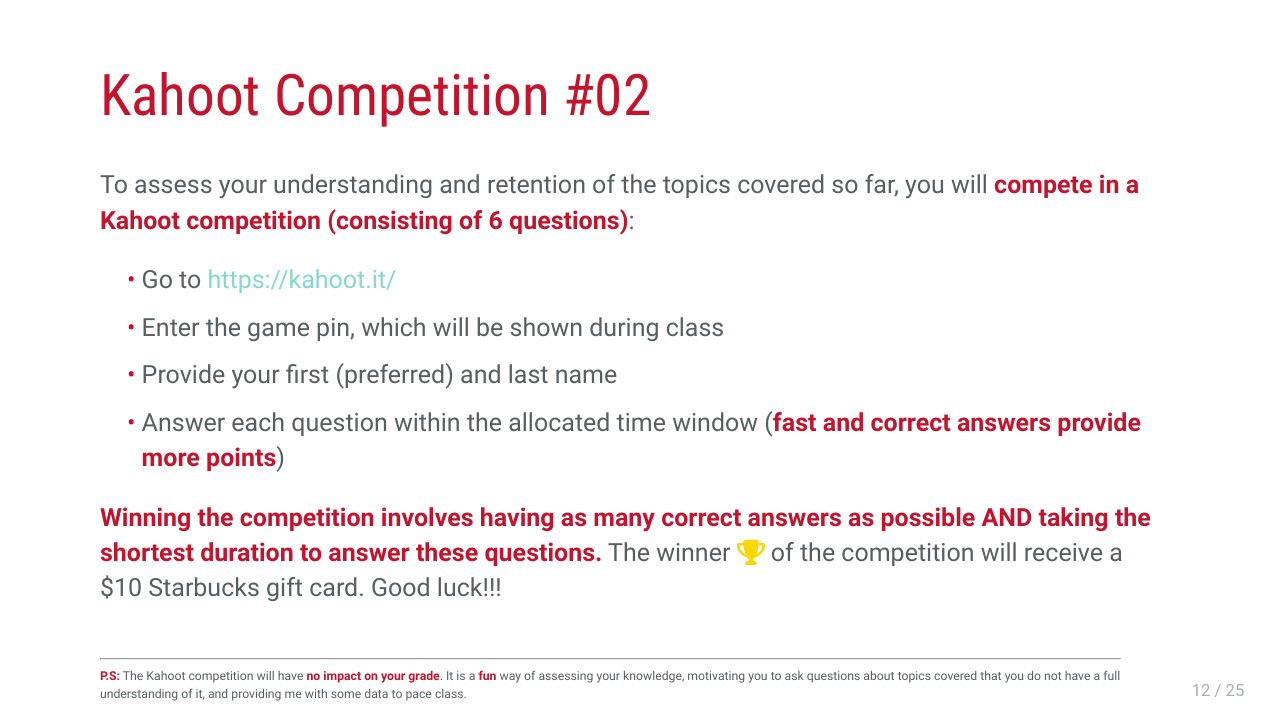 Kahoot Competition #02
To assess your understanding and retention of the topics covered so far, you will compete in a
Kahoot competition (consisting of 6 questions):
• Go to https://kahoot.it/
• Enter the game pin, which will be shown during class
• Provide your first (preferred) and last name
• Answer each question within the allocated time window (fast and correct answers provide
more points)
Winning the competition involves having as many correct answers as possible AND taking the
shortest duration to answer these questions. The winner 🏆 of the competition will receive a
$10 Starbucks gift card. Good luck!!!
P.S: The Kahoot competition will have no impact on your grade. It is a fun way of assessing your knowledge, motivating you to ask questions about topics covered that you do not have a full
understanding of it, and providing me with some data to pace class.
12 / 25